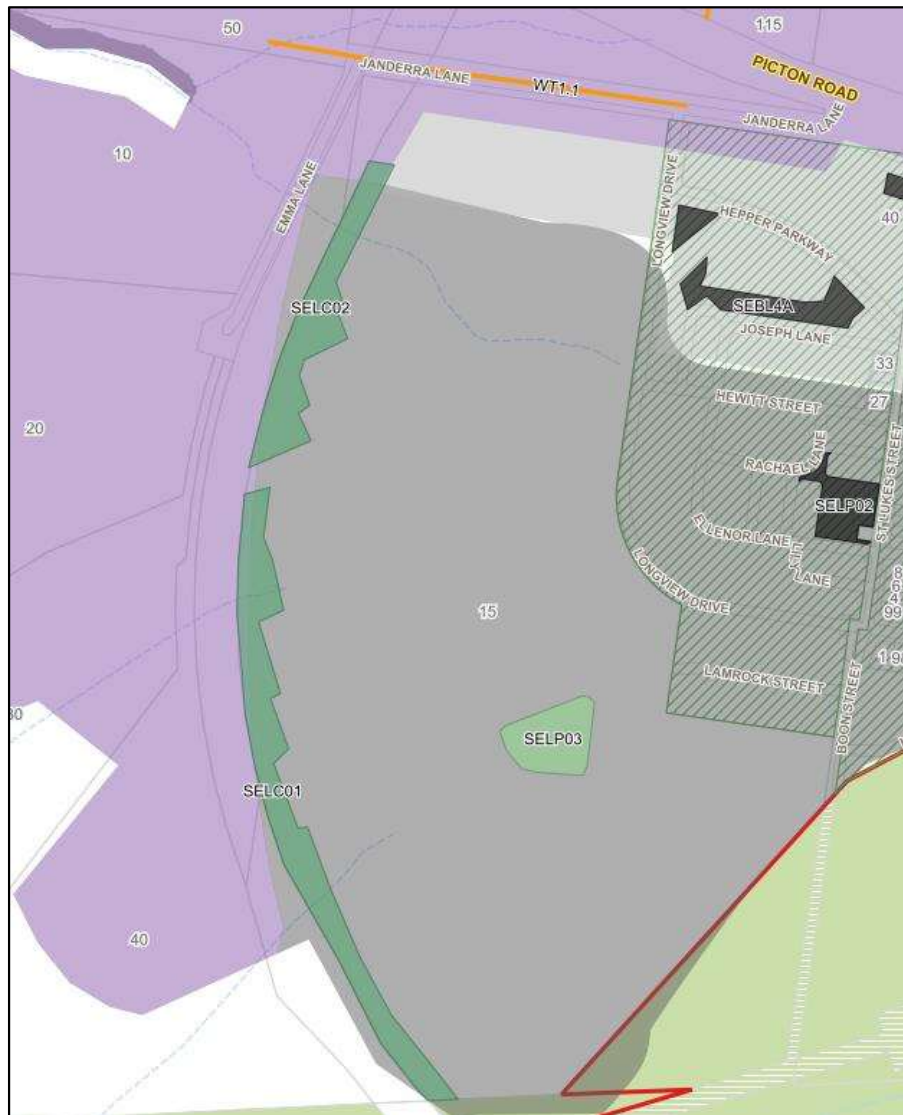 50
115
PICTON ROAD
JANDERRA LANE
WT1.1
JANDERRA LANE
10
EMMA LANE
LONGVIEW DRIVE
HEPPER PARKWAY
40
SELC02
SEBL4A
JOSEPH LANE
33
HEWITT STREET
27
20
RACHAEL LANE
ST LUKES STREET
SELP02
ELLENOR LANE
LILY
LANE
LONGVIEW DRIVE
15
99
LAMROCK STREET
BOON STREET
SELP03
SELC01
40